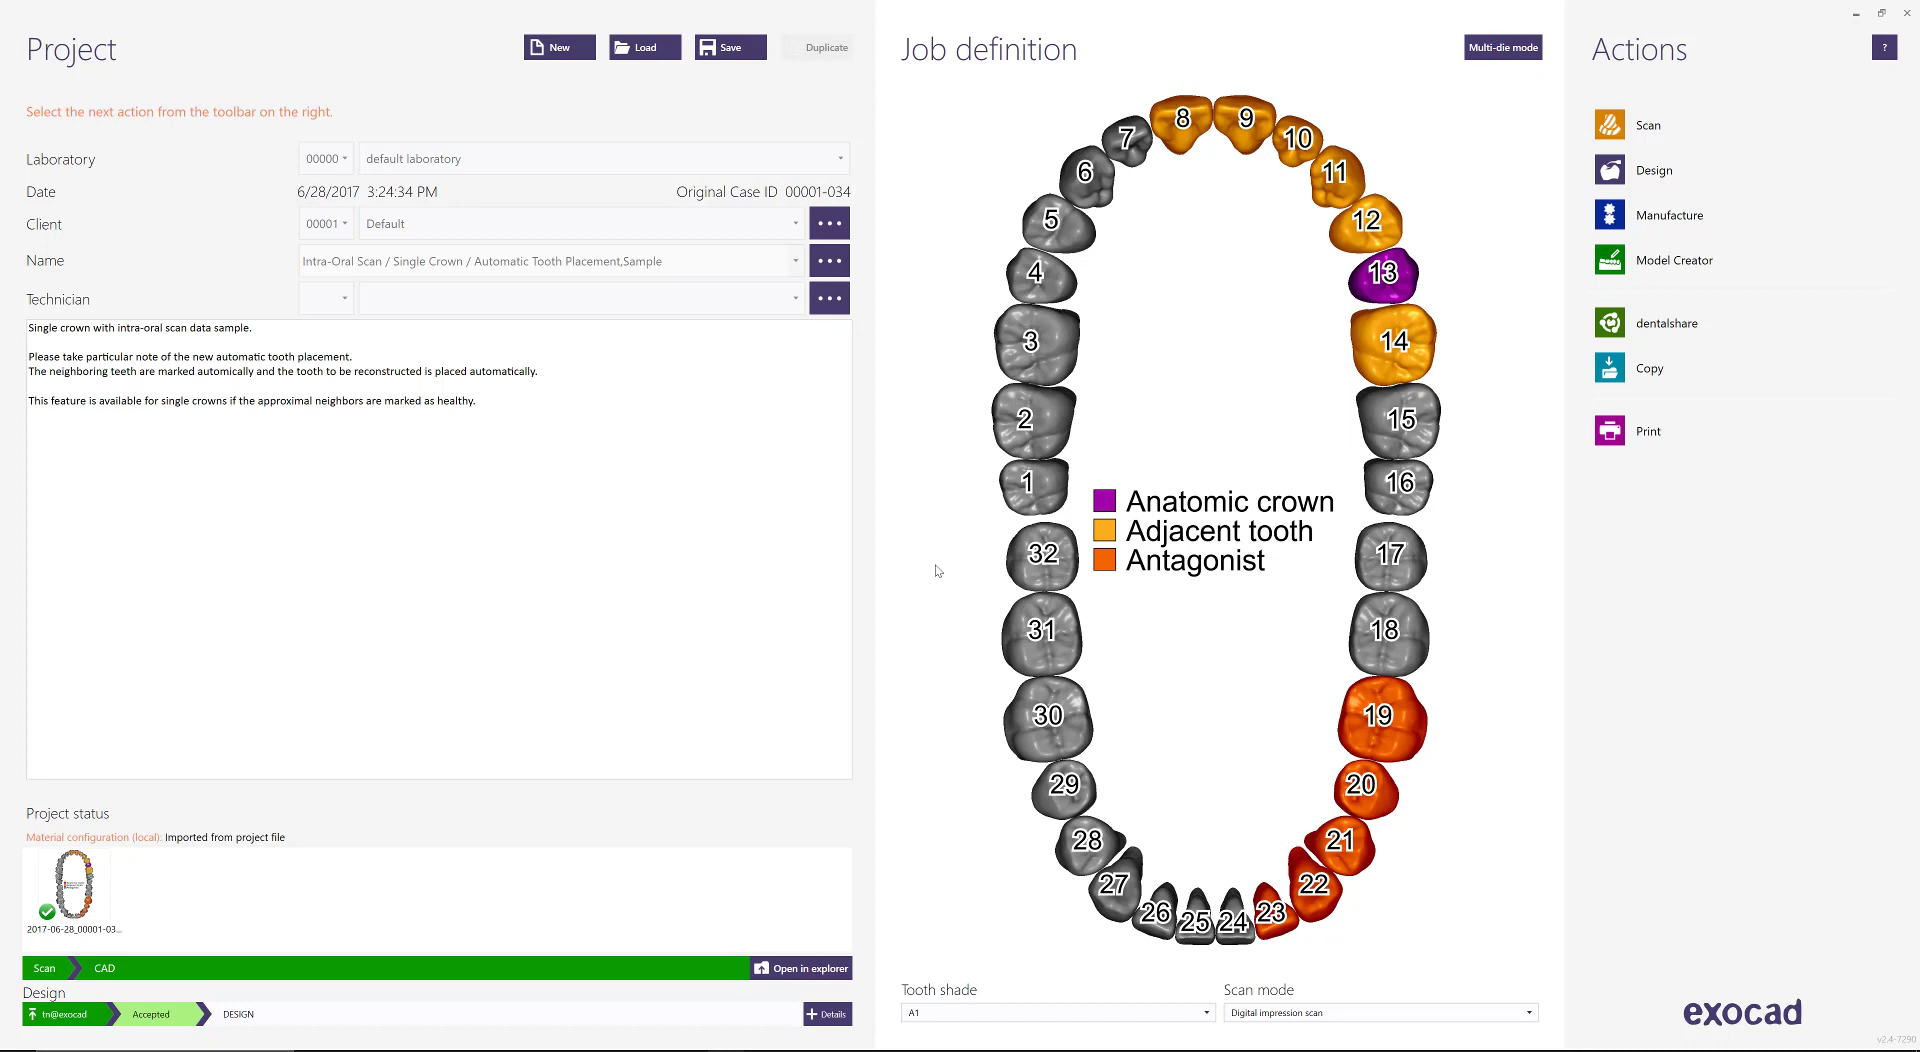 Project
New
Load
Save
Duplicate
Select the next action from the toolbar on the right.
Laboratory
00000
default laboratory
Date
6/28/2017 3:24:34 PM
Original Case ID 00001-034
Client
00001
Default
Name
Intra-Oral Scan / Single Crown / Automatic Tooth Placement,Sample
Technician
Single crown with intra-oral scan data sample.
Please take particular note of the new automatic tooth placement.
The neighboring teeth are marked automically and the tooth to be reconstructed is placed automatically.
This feature is available for single crowns if the approximal neighbors are marked as healthy.
Project status
Material configuration (local): Imported from project file
2017-06-28_00001-03...
Scan
CAD
Open in explorer
Design
tn@exocad
Accepted
DESIGN
Details
Job definition
Multi-die mode
1
2
3
4
5
6
7
8
9
10
11
12
13
14
15
16
Anatomic crown
Adjacent tooth
Antagonist
17
18
19
20
21
22
23
24
25
26
27
28
29
30
31
32
Tooth shade
A1
Scan mode
Digital impression scan
Actions
?
Scan
Design
Manufacture
Model Creator
dentalshare
Copy
Print
exocad
v2.4-7290